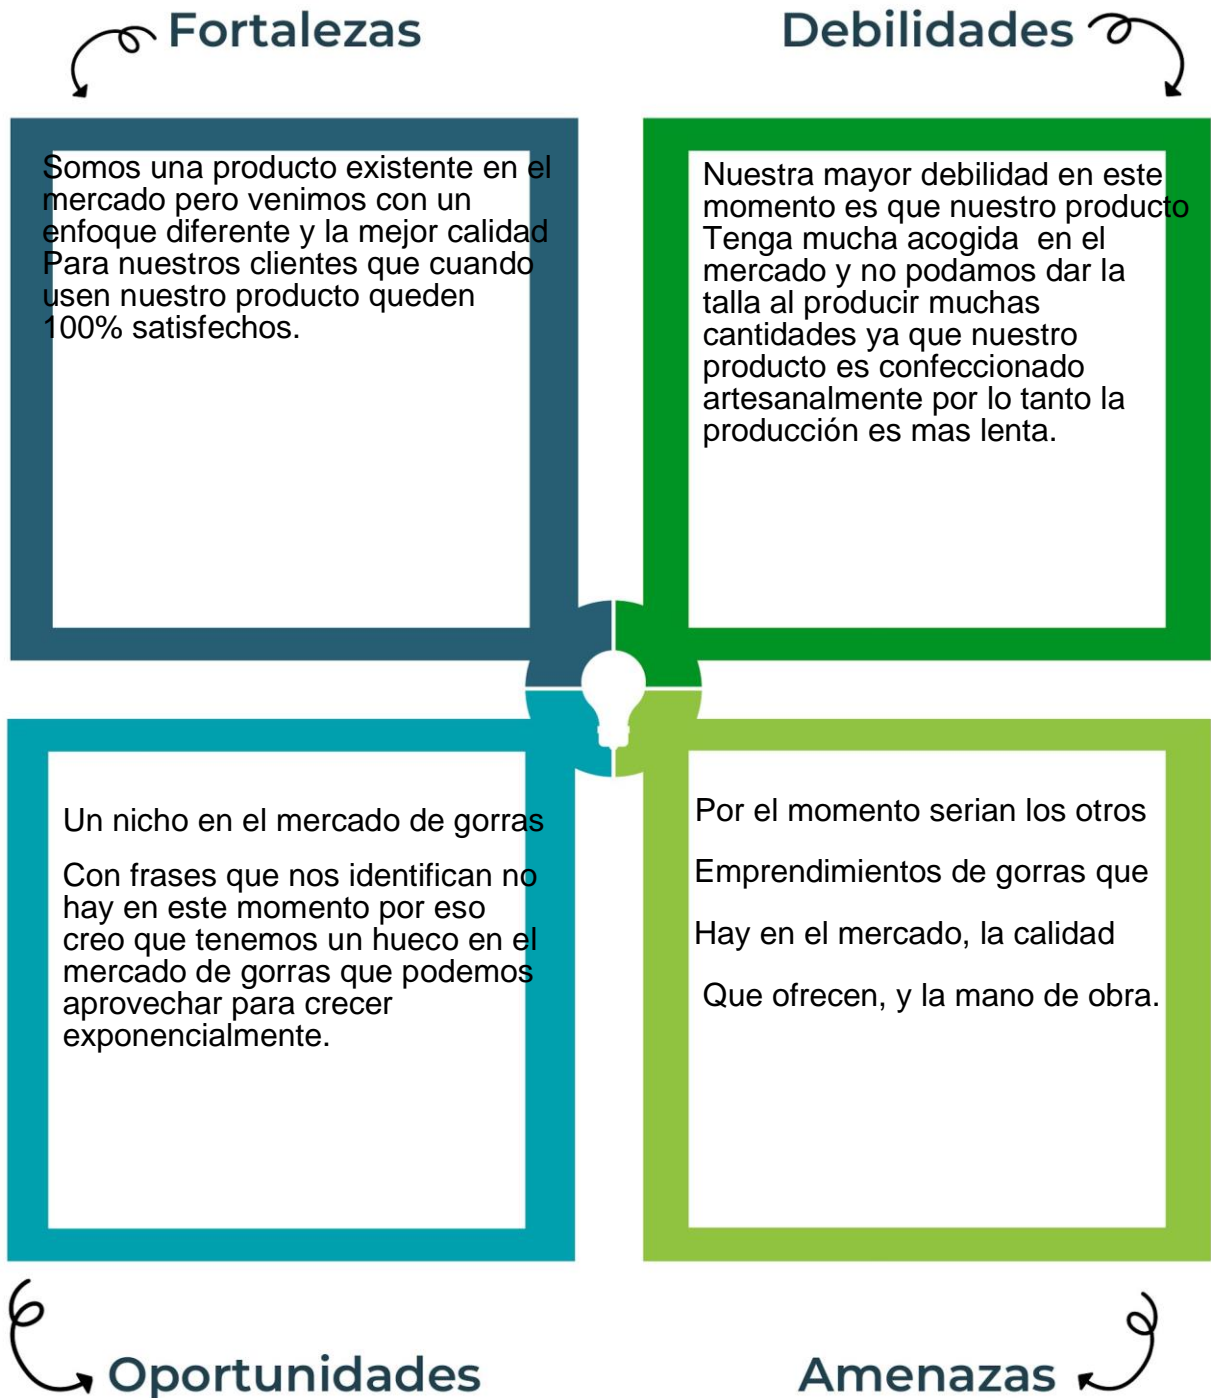 Fortalezas
Somos una producto existente en el
mercado pero venimos con un
enfoque diferente y la mejor calidad
Para nuestros clientes que cuando
usen nuestro producto queden
100% satisfechos.
Debilidades
Nuestra mayor debilidad en este
momento es que nuestro producto
Tenga mucha acogida  en el
mercado y no podamos dar la
talla al producir muchas
cantidades ya que nuestro
producto es confeccionado
artesanalmente por lo tanto la
producción es mas lenta.
Un nicho en el mercado de gorras
Con frases que nos identifican no
hay en este momento por eso
creo que tenemos un hueco en el
mercado de gorras que podemos
aprovechar para crecer
exponencialmente.
Oportunidades
Por el momento serian los otros
Emprendimientos de gorras que
Hay en el mercado, la calidad
Que ofrecen, y la mano de obra.
Amenazas